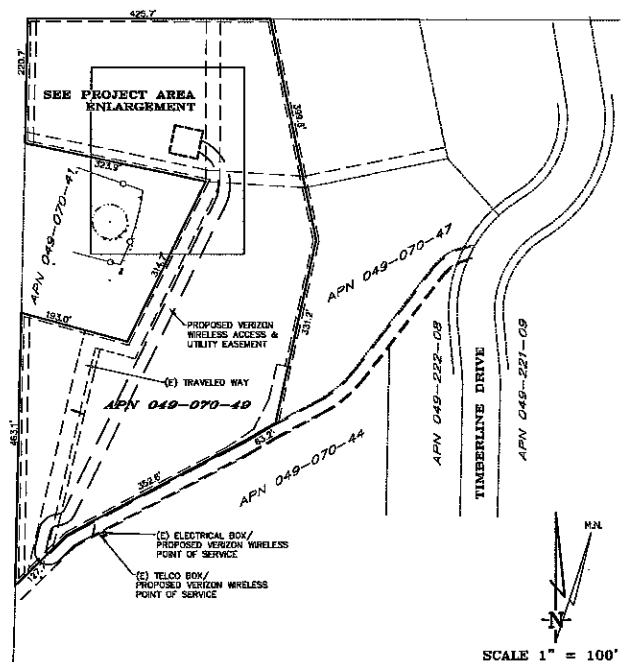 425.7'
220.7'
SEE PROJECT AREA
ENLARGEMENT
399.8'
APN 049-070-41
314.7'
APN 049-070-47
193.0'
331.2'
PROPOSED VERIZON
WIRELESS ACCESS &
UTILITY EASEMENT
(E) TRAVELED WAY
APN 049-070-49
463.1'
63.2'
352.6'
APN 049-070-44
APN 049-222-08
TIMBERLINE DRIVE
APN 049-221-09
(E) ELECTRICAL BOX/
PROPOSED VERIZON WIRELESS
POINT OF SERVICE
(E) TELCO BOX/
PROPOSED VERIZON WIRELESS
POINT OF SERVICE
M.N.
N
SCALE 1" = 100'